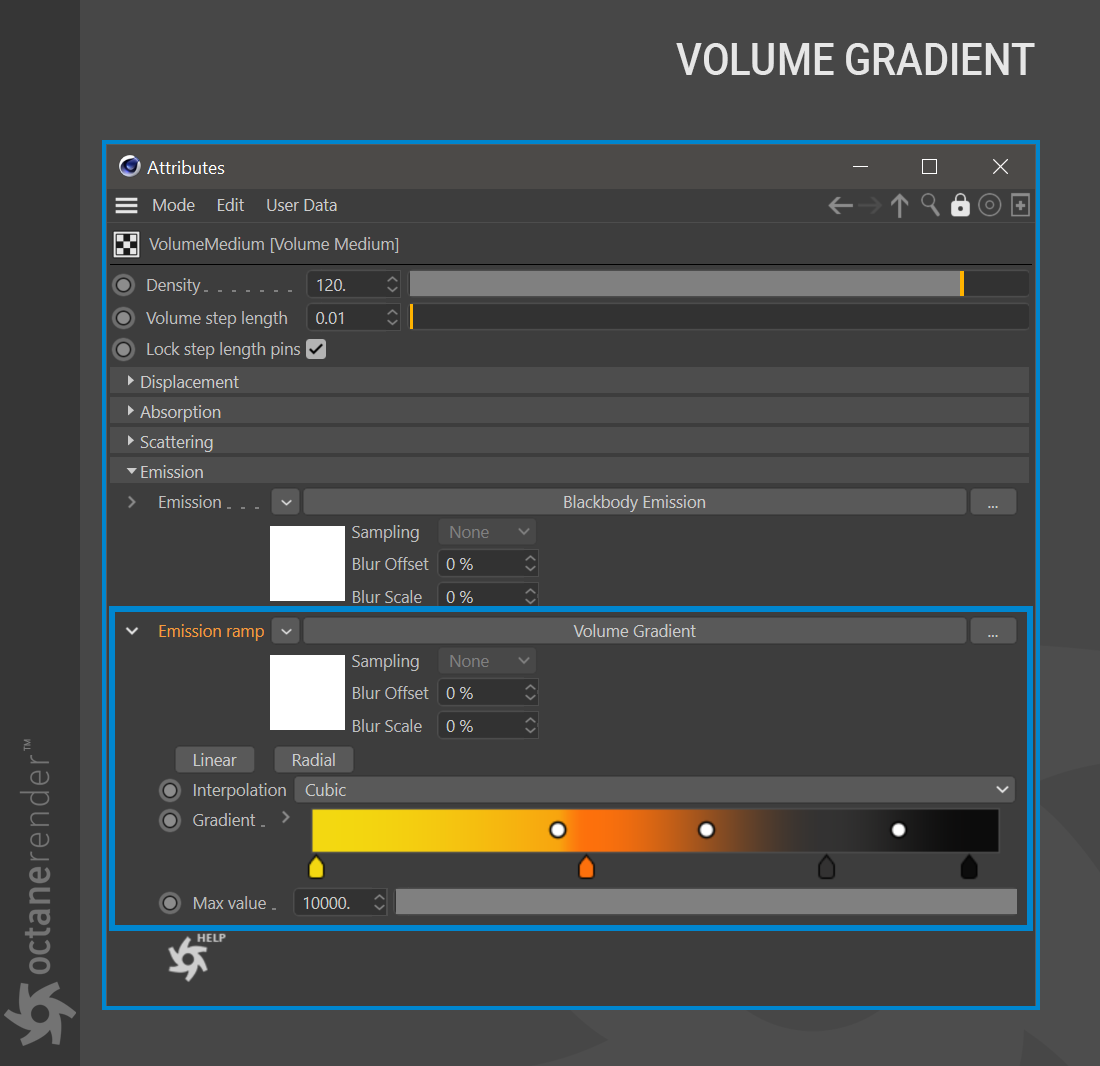 VOLUME GRADIENT
Attributes
Mode Edit User Data
VolumeMedium [Volume Medium]
Density 120.
Volume step length 0.01
Lock step length pins
Displacement
Absorption
Scattering
Emission
Emission Blackbody Emission ...
Sampling None
Blur Offset 0 %
Blur Scale 0 %
Emission ramp Volume Gradient ...
Sampling None
Blur Offset 0 %
Blur Scale 0 %
Linear Radial
Interpolation Cubic
Gradient
Max value 10000.
HELP
octanerender™